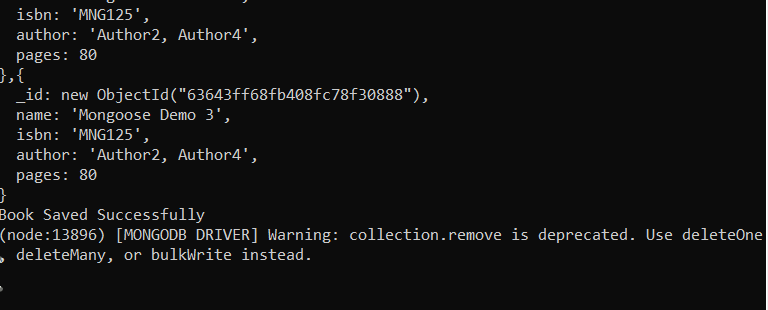 isbn: 'MNG125',
author: 'Author2, Author4',
pages: 80
},{
_id: new ObjectId("63643ff68fb408fc78f30888"),
name: 'Mongoose Demo 3',
isbn: 'MNG125',
author: 'Author2, Author4',
pages: 80
}
Book Saved Successfully
(node:13896) [MONGODB DRIVER] Warning: collection.remove is deprecated. Use deleteOne
, deleteMany, or bulkWrite instead.